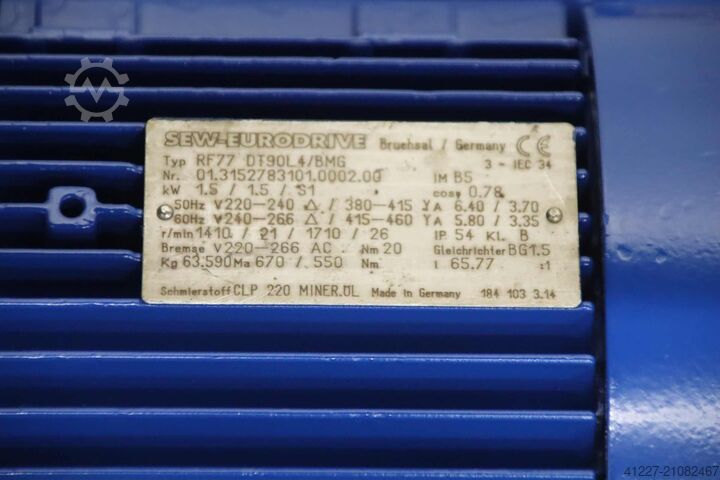 SEW-EURODRIVE Bruchsal / Germany CE
Typ RF77 DT90L4/BMG 3 - IEC 34
Nr. 01.3152783101.0002.00 IM B5
kW 1.5 / 1.5 / S1 cosφ 0.78
50Hz V220-240 △ / 380-415 Y A 6.40 / 3.70
60Hz V240-266 △ / 415-460 Y A 5.80 / 3.35
r/min 1410 / 21 / 1710 / 26 IP 54 Kl. B
Bremse V220-266 AC Nm 20 Gleichrichter BG1.5
Kg 63.590 Ma 670 / 550 Nm i 65.77 :1
Schmierstoff CLP 220 MINER.ÖL Made in Germany 184 103 3.14
41227-21082467